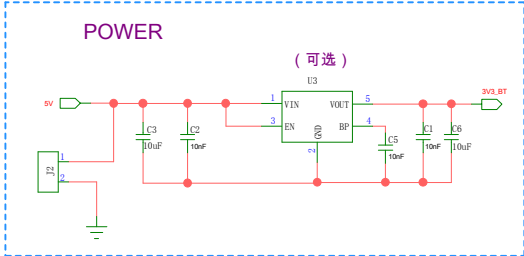 POWER
（可选）
U3
5V
1
VIN
VOUT
5
3V3_BT
3
EN
BP
4
GND
2
C3
10uF
C2
10nF
C5
10nF
C1
10nF
C6
10uF
J2
1
2